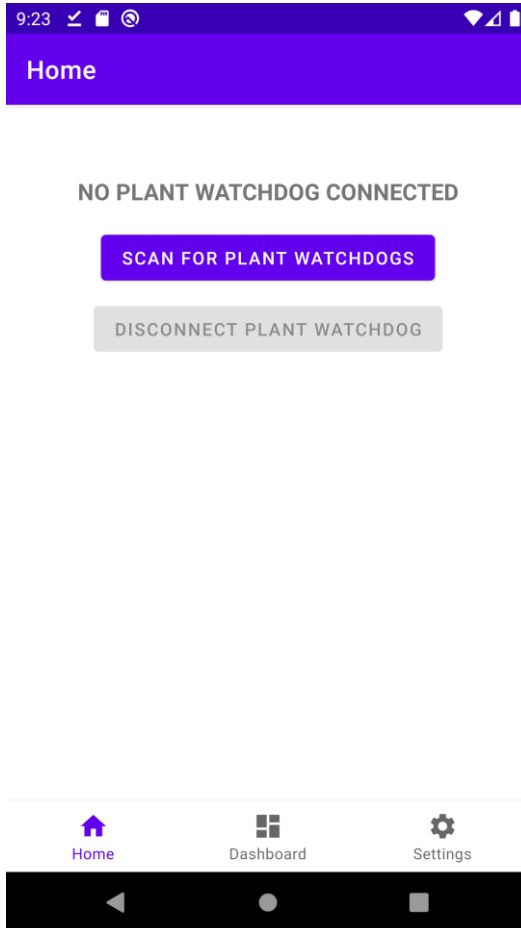 9:23
Home
NO PLANT WATCHDOG CONNECTED
SCAN FOR PLANT WATCHDOGS
DISCONNECT PLANT WATCHDOG
Home Dashboard Settings